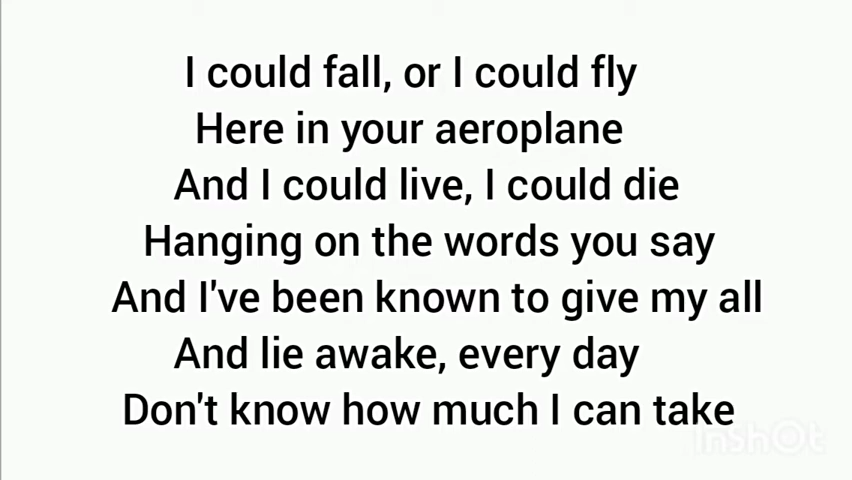 I could fall, or I could fly
Here in your aeroplane
And I could live, I could die
Hanging on the words you say
And I've been known to give my all
And lie awake, every day
Don't know how much I can take
InShOt